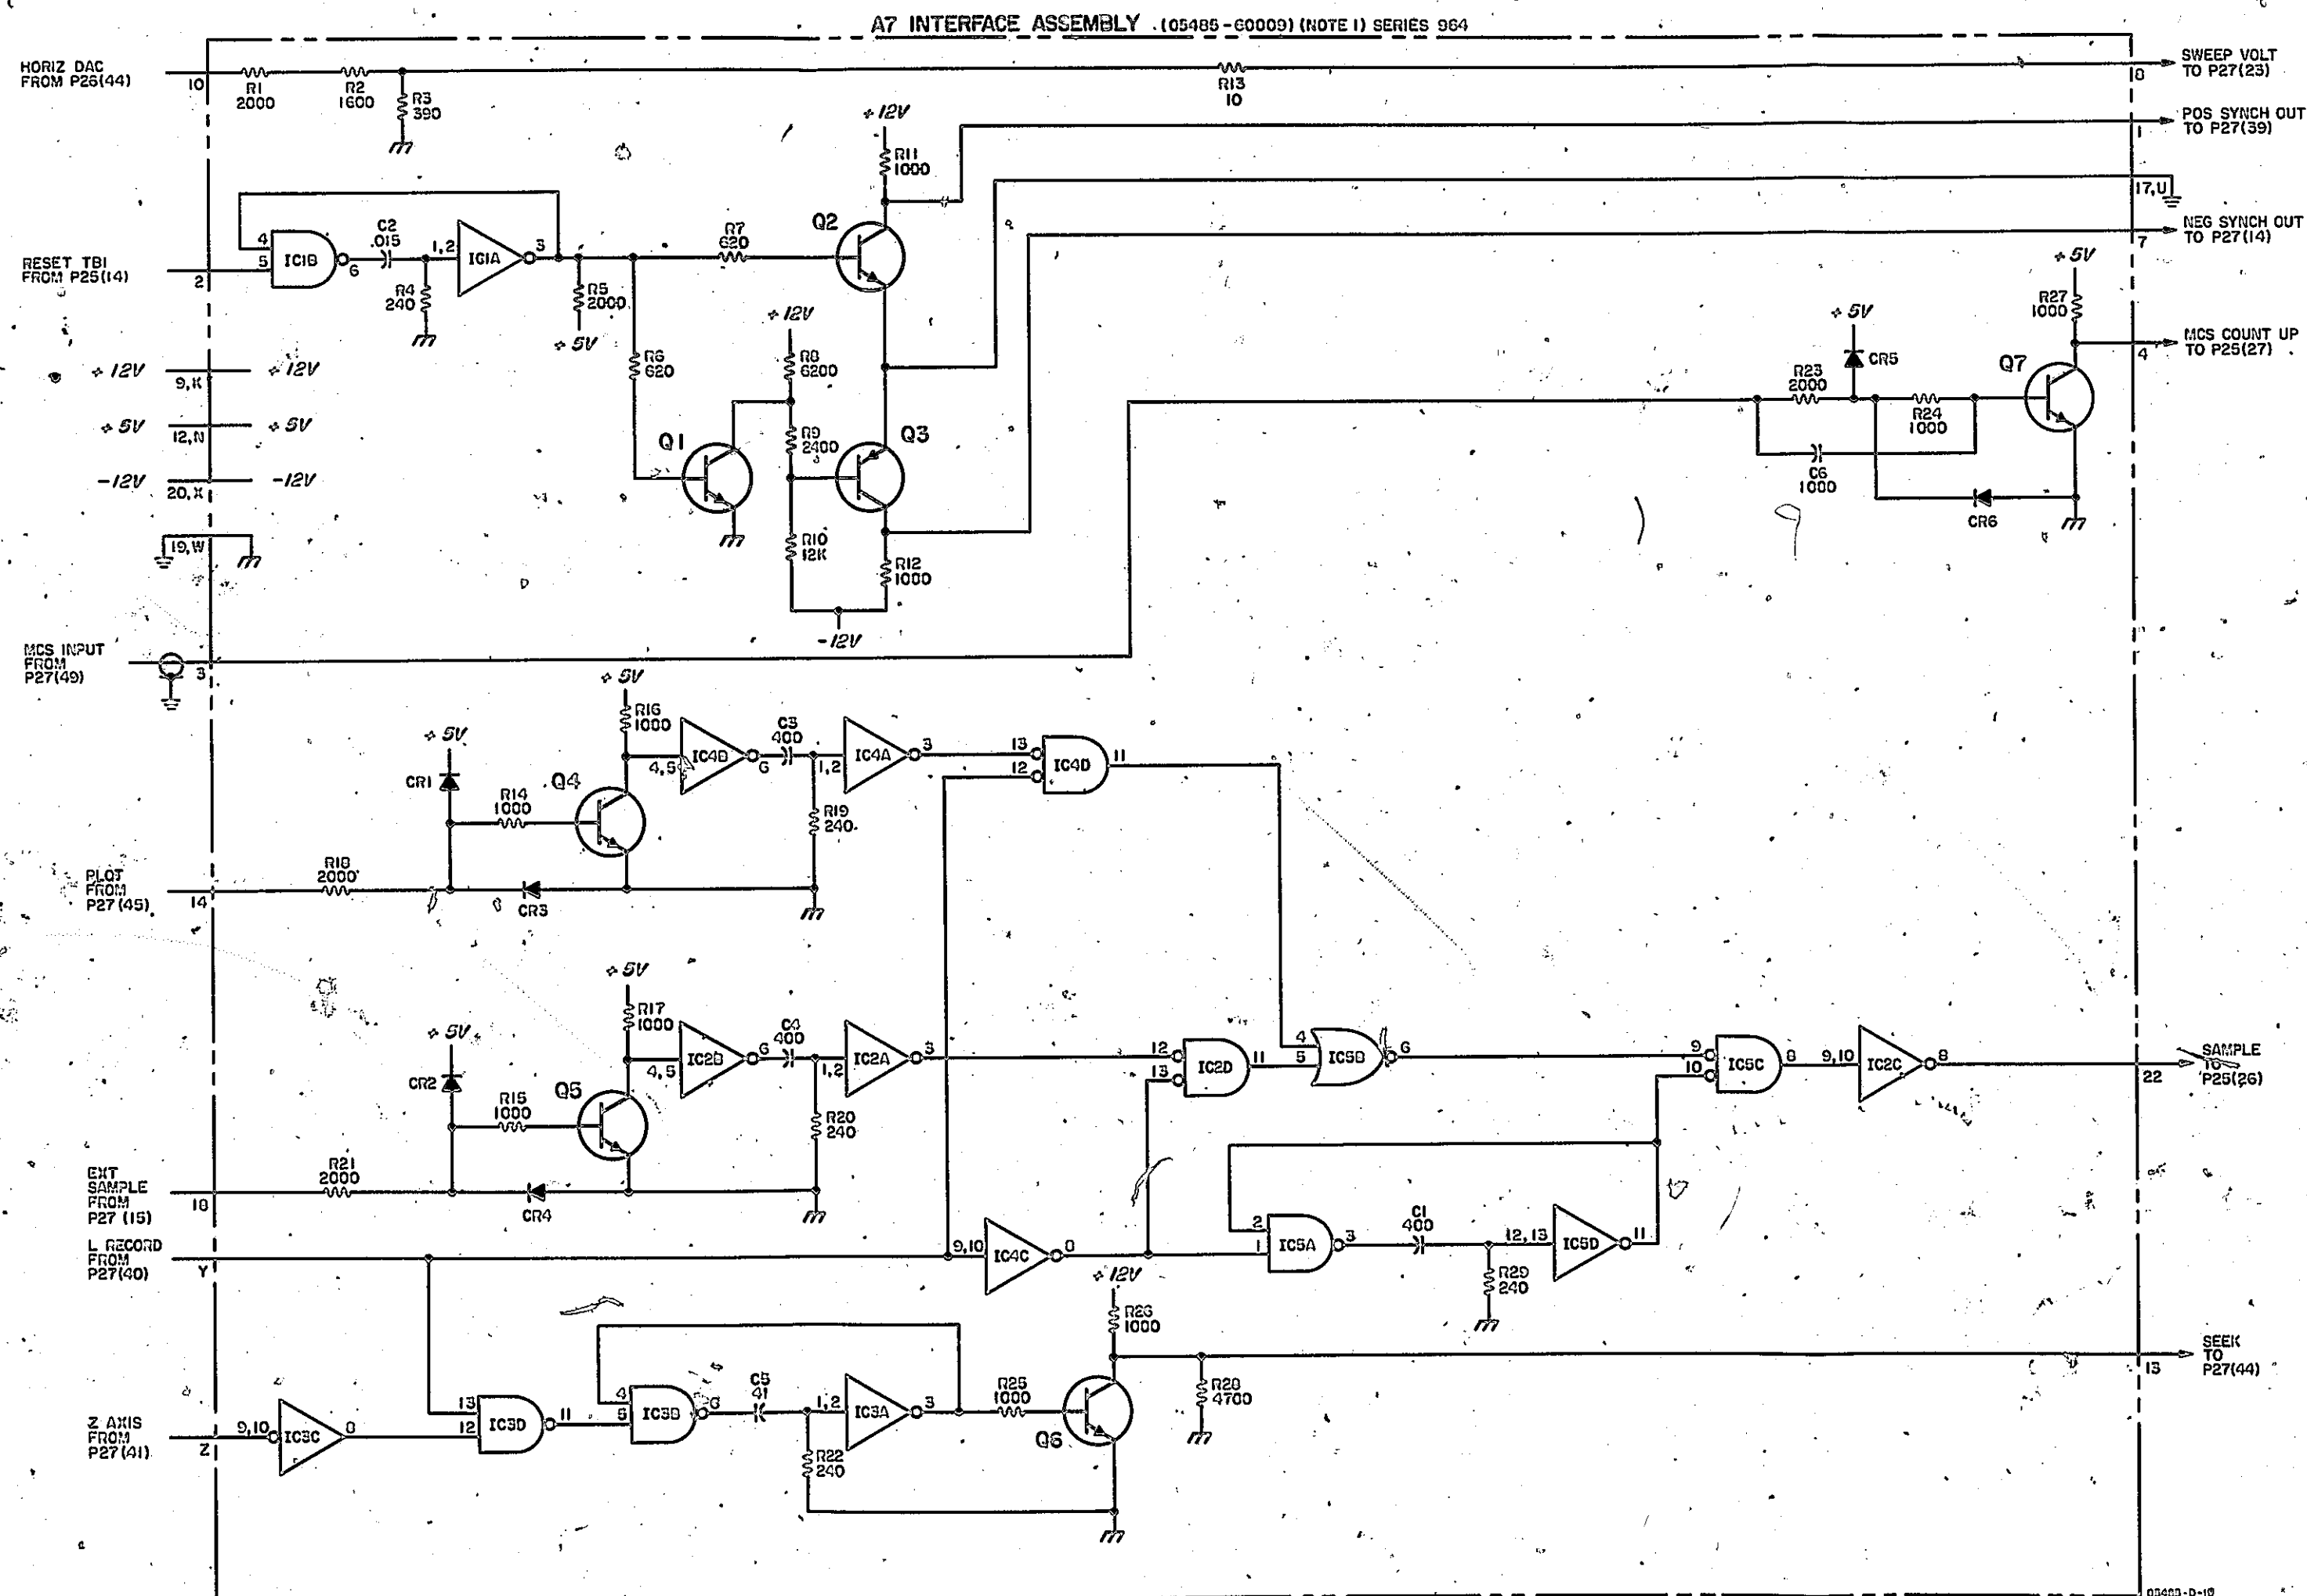 A7 INTERFACE ASSEMBLY (05485-60009) (NOTE 1) SERIES 964
HORIZ DAC
FROM P26(44)
10
R1
2000
R2
1600
R3
390
R13
10
8
SWEEP VOLT
TO P27(23)
+12V
R11
1000
1
POS SYNCH OUT
TO P27(39)
17,U
7
NEG SYNCH OUT
TO P27(14)
RESET TB1
FROM P25(14)
2
4
5
IC1B
6
C2
.015
1,2
R4
240
IC1A
3
R5
2000
+5V
R7
620
Q2
R6
620
+12V
R8
6200
R9
2400
Q1
Q3
R10
12K
R12
1000
-12V
+12V
9,K
+12V
+5V
12,N
+5V
-12V
20,X
-12V
19,W
+5V
R27
1000
+5V
CR5
R23
2000
R24
1000
Q7
C6
1000
CR6
4
MCS COUNT UP
TO P25(27)
MCS INPUT
FROM
P27(49)
3
+5V
R16
1000
+5V
CR1
R14
1000
Q4
4,5
IC4B
6
C3
400
1,2
IC4A
3
R19
240
13
12
IC4D
11
PLOT
FROM
P27(45)
14
R18
2000
CR3
+5V
R17
1000
+5V
CR2
R15
1000
Q5
4,5
IC2B
6
C4
400
1,2
IC2A
3
R20
240
12
13
IC2D
11
4
5
IC5B
6
9
10
IC5C
8
9,10
IC2C
8
22
SAMPLE
TO
P25(26)
EXT
SAMPLE
FROM
P27 (15)
18
R21
2000
CR4
L RECORD
FROM
P27(40)
Y
9,10
IC4C
8
2
1
IC5A
3
C1
400
12,13
R29
240
IC5D
11
+12V
R26
1000
R28
4700
13
SEEK
TO
P27(44)
Z AXIS
FROM
P27(41)
Z
9,10
IC3C
8
13
12
IC3D
11
4
5
IC3B
6
C5
41
1,2
IC3A
3
R22
240
R25
1000
Q6
05485-D-10